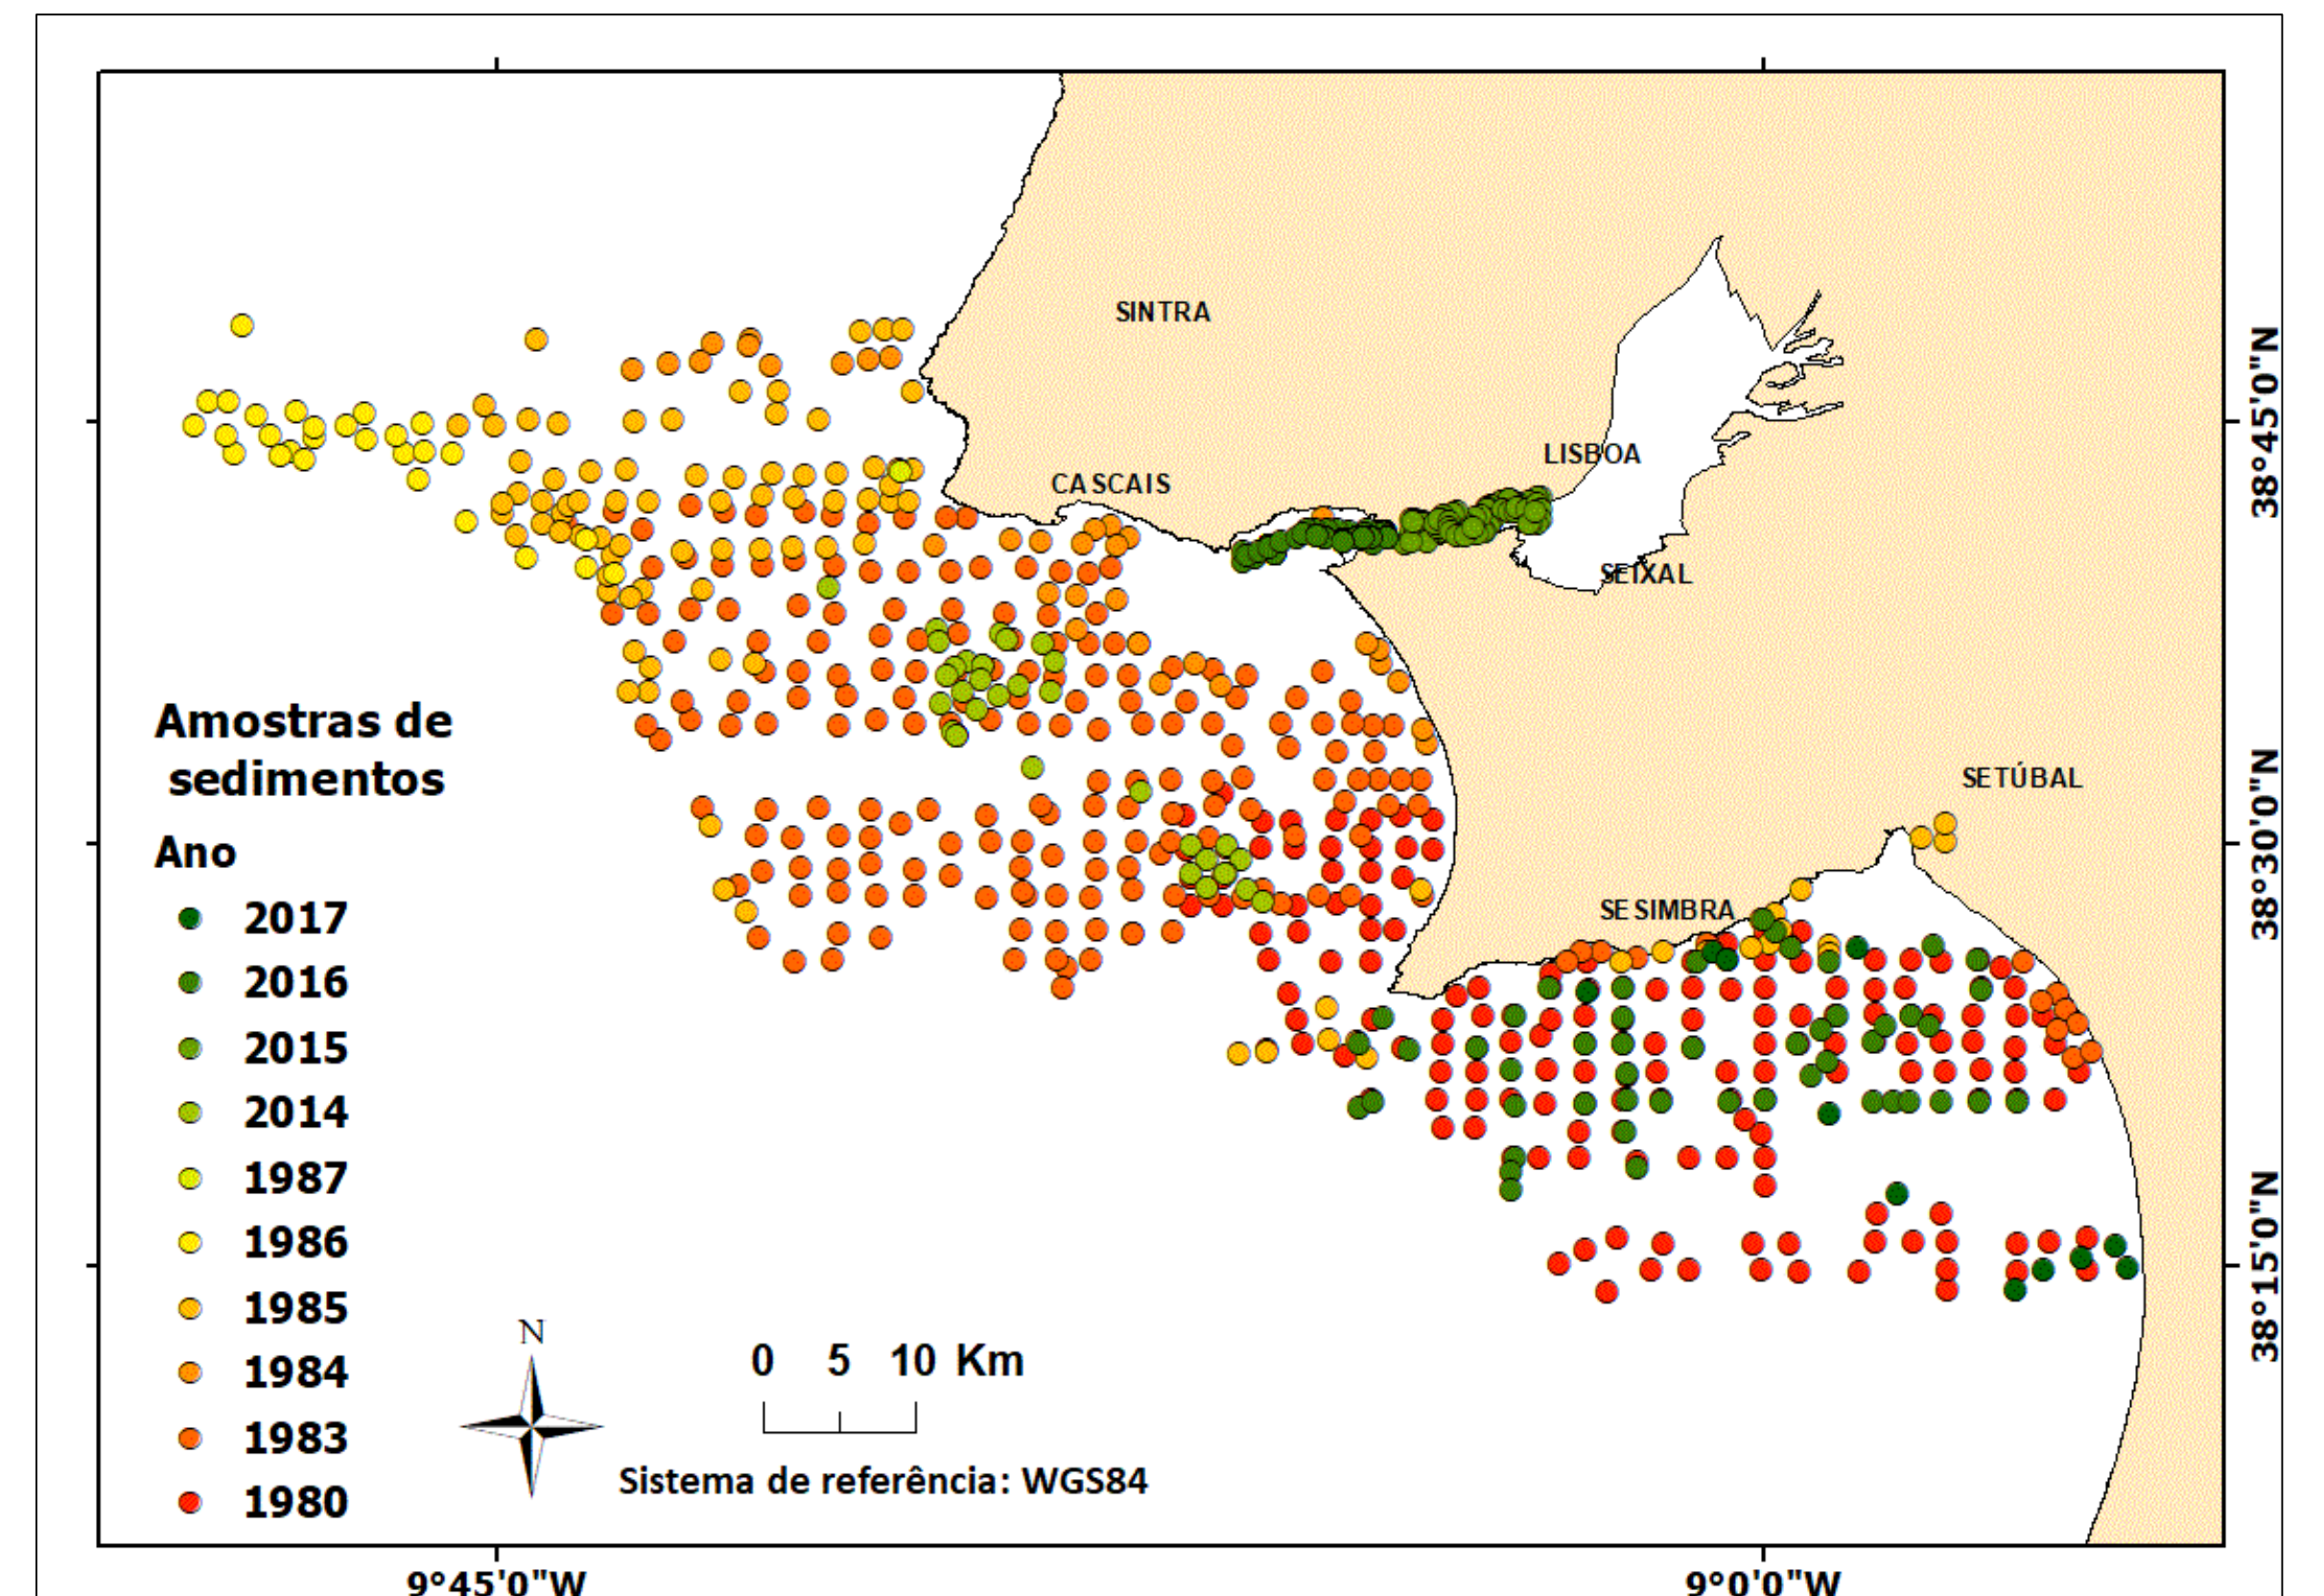 SINTRA
38°45'0"N
LISBOA
CASCAIS
SEIXAL
Amostras de
sedimentos
SETÚBAL
38°30'0"N
Ano
SESIMBRA
2017
2016
2015
2014
1987
38°15'0"N
1986
1985
N
0 5 10 Km
1984
1983
Sistema de referência: WGS84
1980
9°45'0"W
9°0'0"W